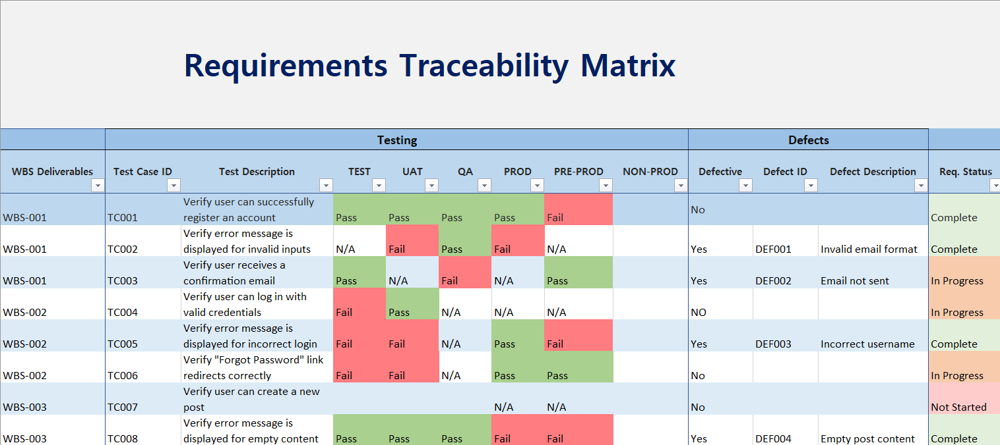 Requirements Traceability Matrix
Testing Defects
WBS Deliverables Test Case ID Test Description TEST UAT QA PROD PRE-PROD NON-PROD Defective Defect ID Defect Description Req. Status
Verify user can successfully
No
WBS-001 TC001 register an account Pass Pass Pass Pass Fail Complete
Verify error message is
WBS-001 TC002 displayed for invalid inputs N/A Fail Pass Fail N/A Yes DEF001 Invalid email format Complete
Verify user receives a
WBS-001 TC003 confirmation email Pass N/A Fail N/A Pass Yes DEF002 Email not sent In Progress
Verify user can log in with
WBS-002 TC004 valid credentials Fail Pass N/A N/A N/A NO In Progress
Verify error message is
WBS-002 TC005 displayed for incorrect login Fail Fail N/A Pass Fail Yes DEF003 Incorrect username Complete
Verify "Forgot Password" link
WBS-002 TC006 redirects correctly Fail Fail N/A Pass Pass No In Progress
Verify user can create a new
WBS-003 TC007 post N/A N/A No Not Started
Verify error message is
WBS-003 TC008 displayed for empty content Pass Pass Pass Fail Fail Yes DEF004 Empty post content Complete